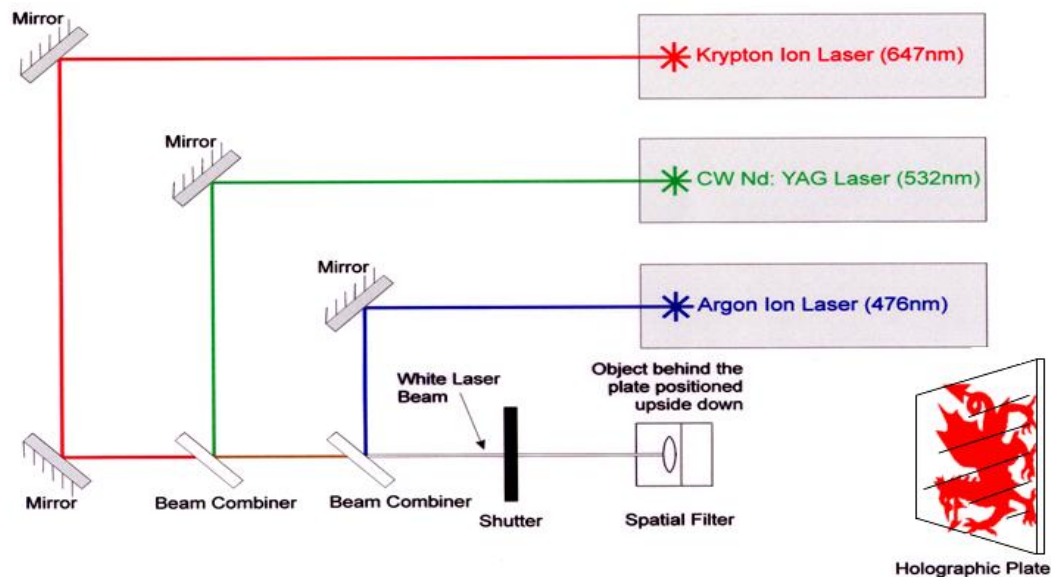 Mirror
Krypton Ion Laser (647nm)
Mirror
CW Nd: YAG Laser (532nm)
Mirror
Argon Ion Laser (476nm)
White Laser
Beam
Object behind the
plate positioned
upside down
Mirror
Beam Combiner
Beam Combiner
Shutter
Spatial Filter
Holographic Plate